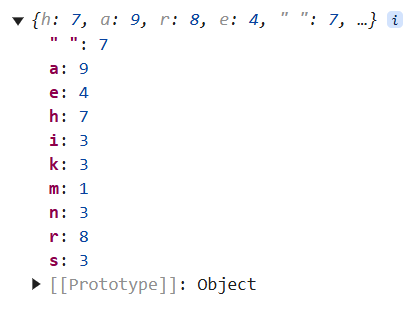 {h: 7, a: 9, r: 8, e: 4, " ": 7, …} i
" ": 7
a: 9
e: 4
h: 7
i: 3
k: 3
m: 1
n: 3
r: 8
s: 3
[[Prototype]]: Object